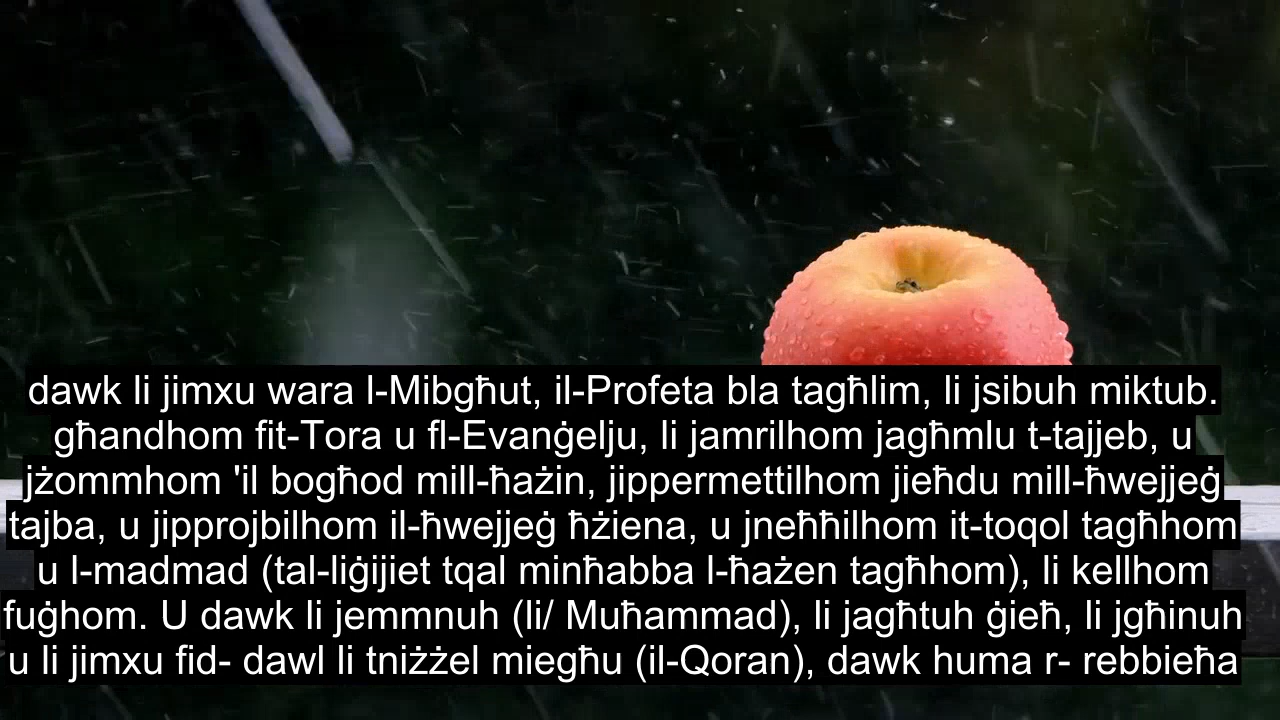 dawk li jimxu wara l-Mibgħut, il-Profeta bla tagħlim, li jsibuh miktub.
għandhom fit-Tora u fl-Evanġelju, li jamrilhom jagħmlu t-tajjeb, u
jżommhom 'il bogħod mill-ħażin, jippermettilhom jieħdu mill-ħwejjeġ
tajba, u jipprojbilhom il-ħwejjeġ ħżiena, u jneħħilhom it-toqol tagħhom
u l-madmad (tal-liġijiet tqal minħabba l-ħażen tagħhom), li kellhom
fuġhom. U dawk li jemmnuh (li/ Muħammad), li jagħtuh ġieħ, li jgħinuh
u li jimxu fid- dawl li tniżżel miegħu (il-Qoran), dawk huma r- rebbieħa